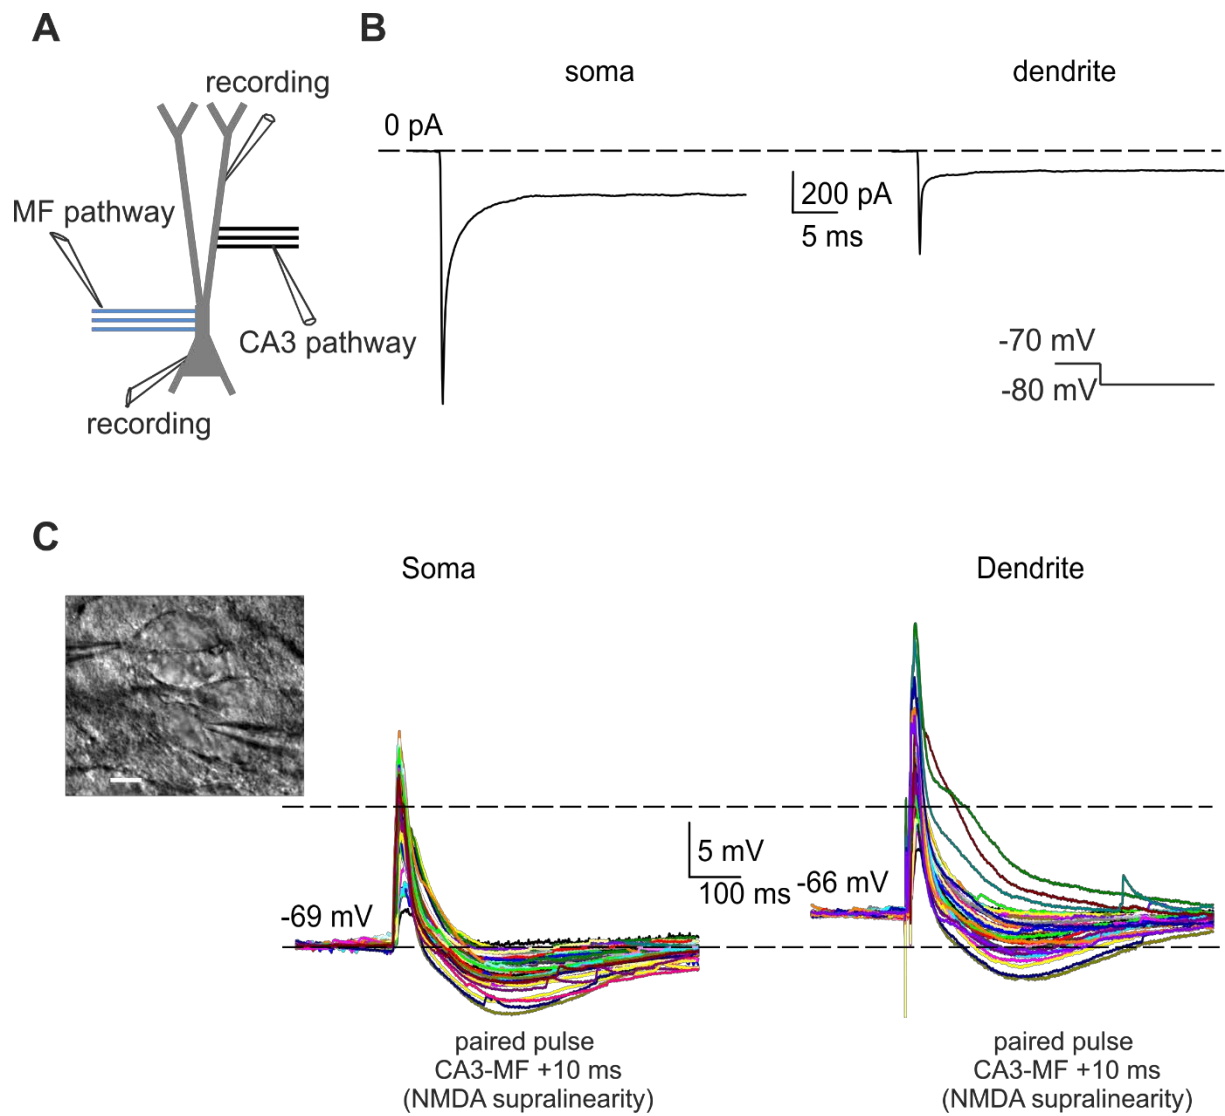 A
recording
MF pathway
CA3 pathway
recording
B
soma
dendrite
0 pA
200 pA
5 ms
-70 mV
-80 mV
C
Soma
Dendrite
5 mV
100 ms
-69 mV
-66 mV
paired pulse
CA3-MF +10 ms
(NMDA supralinearity)
paired pulse
CA3-MF +10 ms
(NMDA supralinearity)